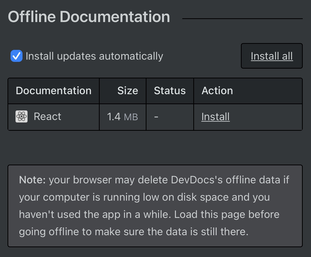 Offline Documentation
Install updates automatically
Install all
Documentation Size Status Action
React 1.4 MB - Install
Note: your browser may delete DevDocs's offline data if
your computer is running low on disk space and you
haven't used the app in a while. Load this page before
going offline to make sure the data is still there.